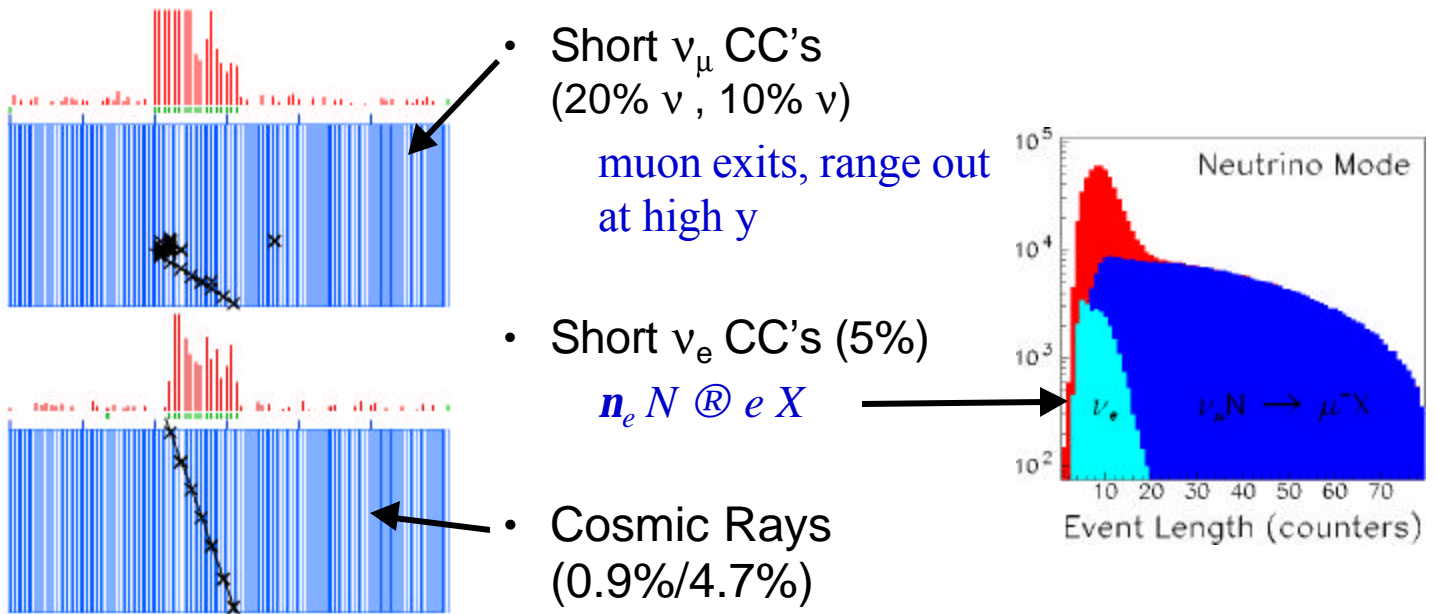 • Short νμ CC's
(20% ν , 10% ν)
muon exits, range out
at high y
• Short νe CC's (5%)
ne N ® e X
• Cosmic Rays
(0.9%/4.7%)
Neutrino Mode
10^5
10^4
10^3
10^2
νe
νμN → μ⁻X
10 20 30 40 50 60 70
Event Length (counters)